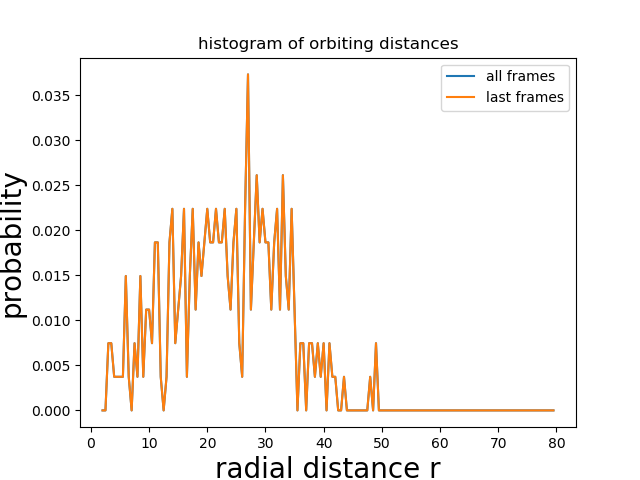 histogram of orbiting distances
all frames
last frames
0.035
0.030
0.025
0.020
0.015
0.010
0.005
0.000
probability
0 10 20 30 40 50 60 70 80
radial distance r